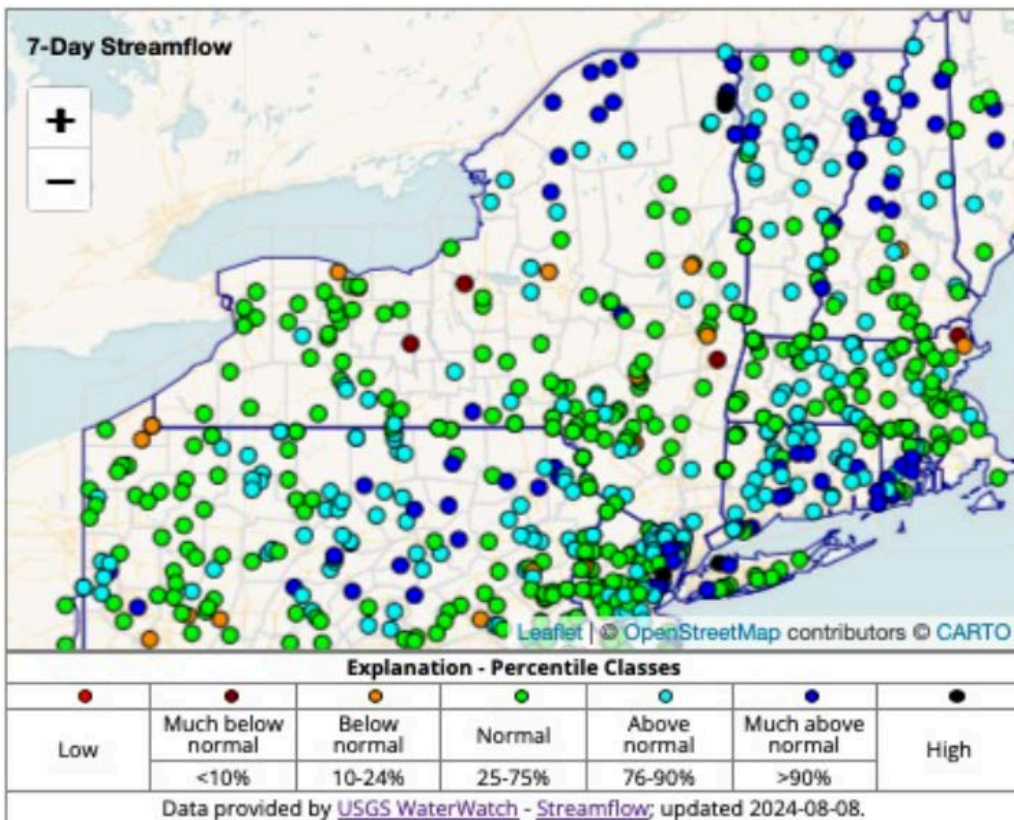 7-Day Streamflow
+
−
Leaflet | © OpenStreetMap contributors © CARTO
Explanation - Percentile Classes
Low
Much below normal
Below normal
Normal
Above normal
Much above normal
High
<10%
10-24%
25-75%
76-90%
>90%
Data provided by USGS WaterWatch - Streamflow; updated 2024-08-08.